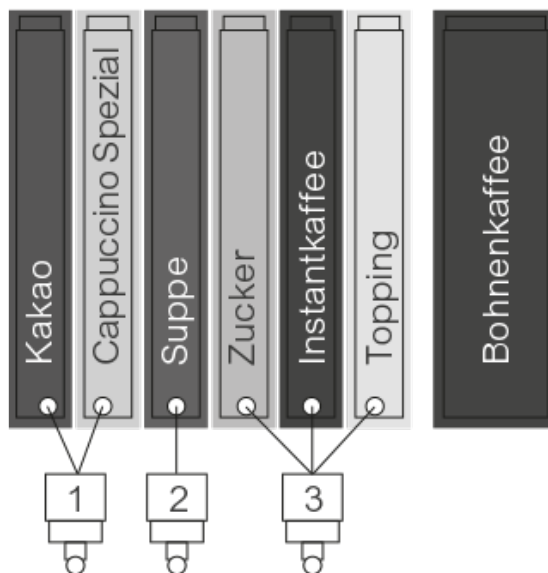 Kakao
Cappuccino Spezial
Suppe
Zucker
Instantkaffee
Topping
Bohnenkaffee
1
2
3